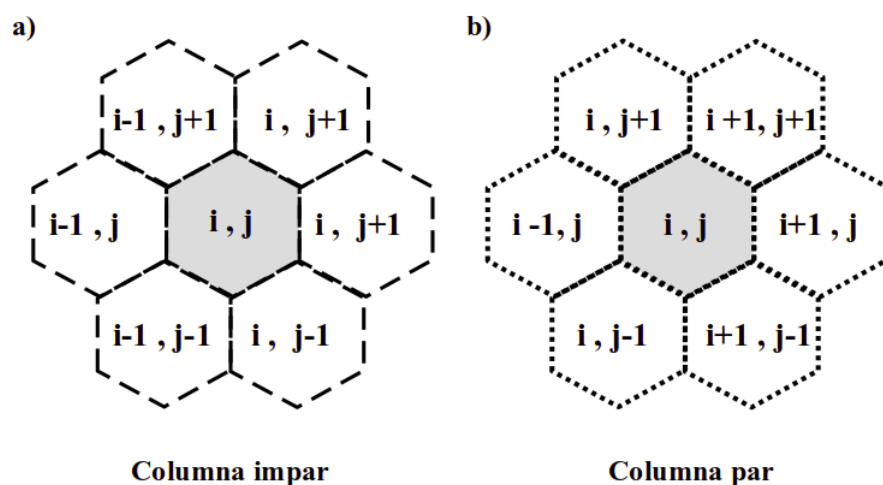 a)
b)
i-1 , j+1
i , j+1
i , j+1
i +1, j+1
i-1 , j
i , j
i , j+1
i -1, j
i , j
i+1 , j
i-1 , j-1
i , j-1
i , j-1
i+1 , j-1
Columna impar
Columna par